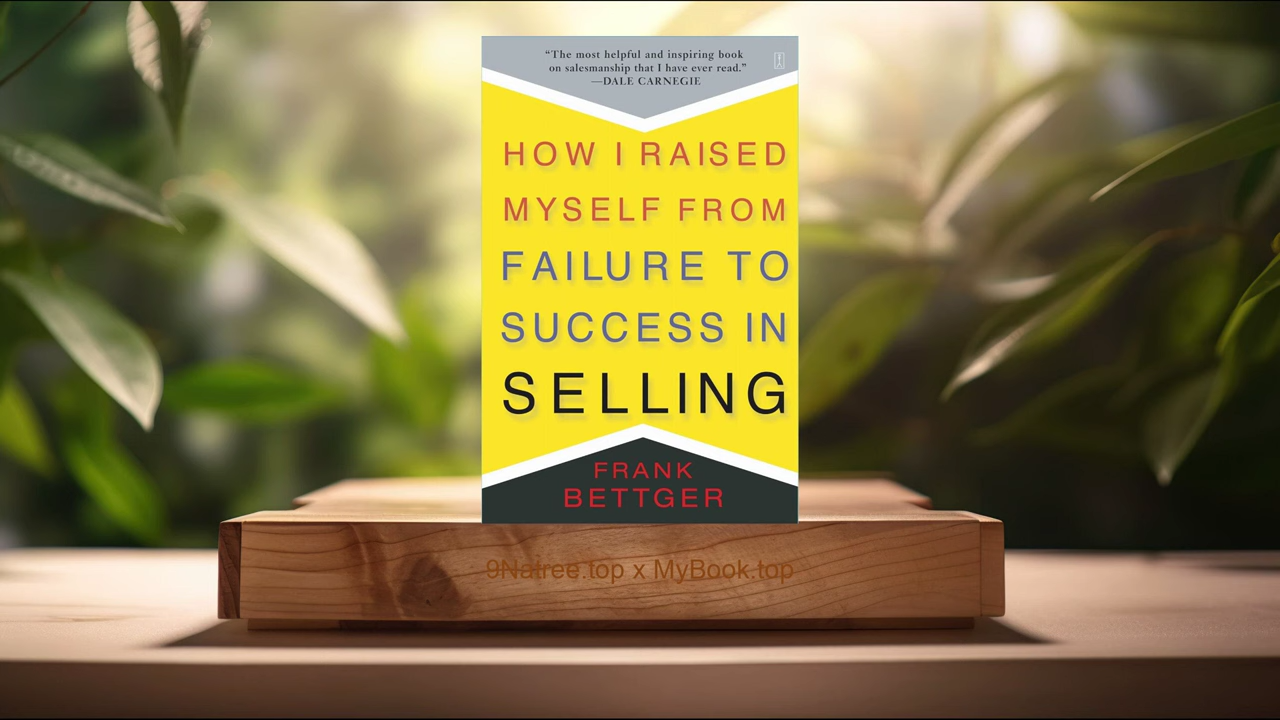 “The most helpful and inspiring book
on salesmanship that I have ever read.”
—DALE CARNEGIE
HOW I RAISED
MYSELF FROM
FAILURE TO
SUCCESS IN
SELLING
FRANK
BETTGER
9Natree.top x MyBook.top